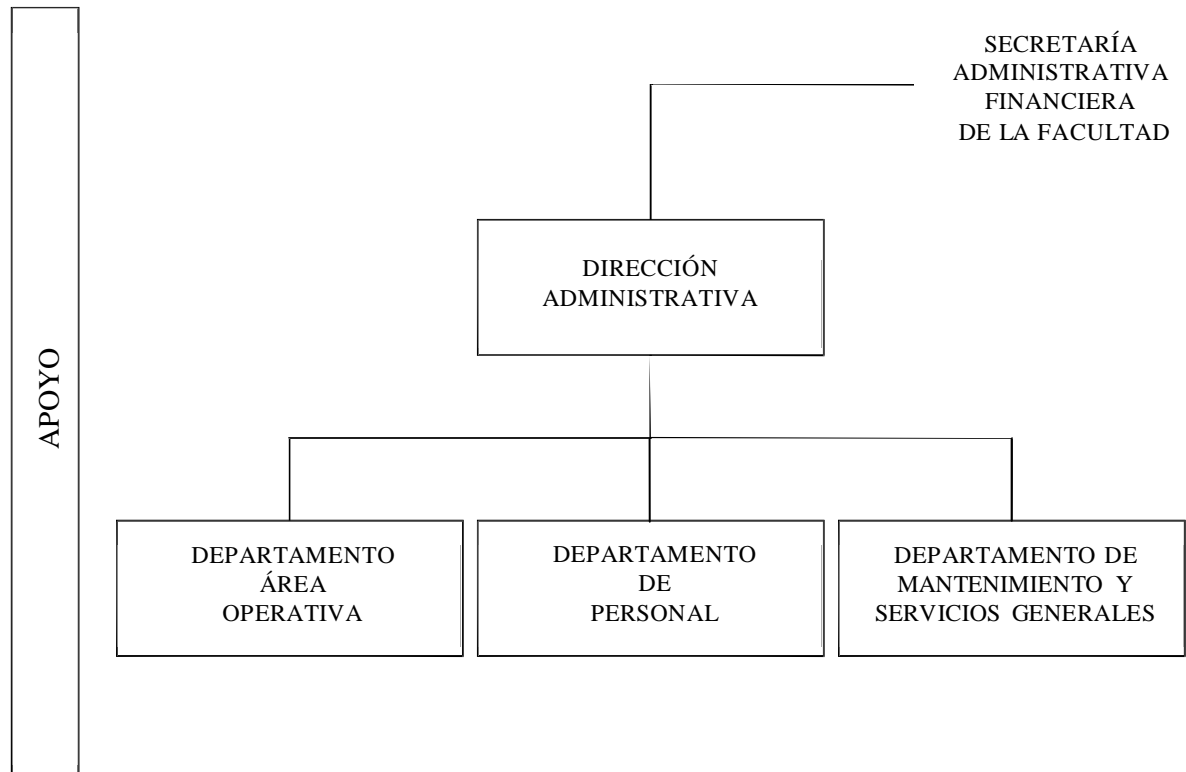 APOYO
SECRETARÍA
ADMINISTRATIVA
FINANCIERA
DE LA FACULTAD
DIRECCIÓN
ADMINISTRATIVA
DEPARTAMENTO
ÁREA
OPERATIVA
DEPARTAMENTO
DE
PERSONAL
DEPARTAMENTO DE
MANTENIMIENTO Y
SERVICIOS GENERALES